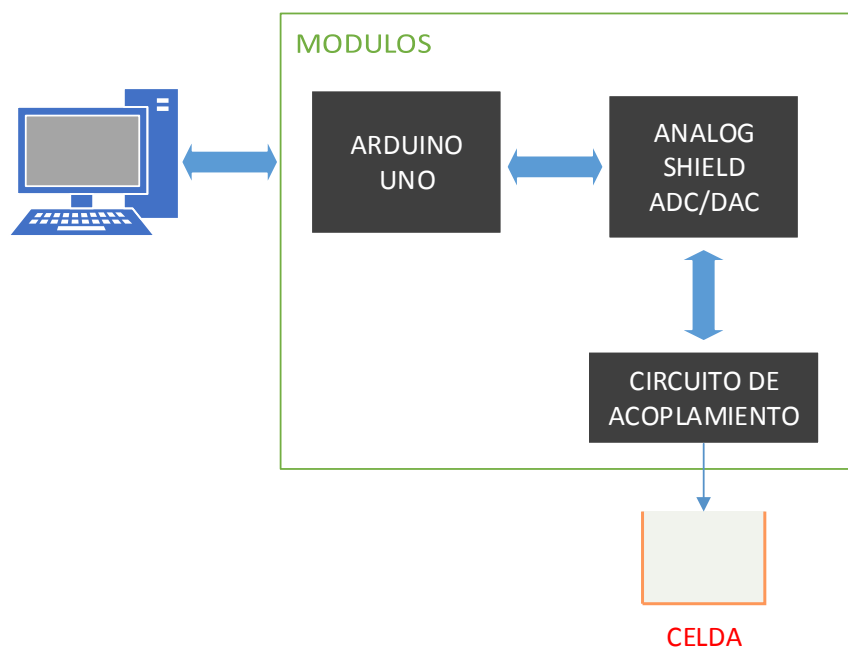 MODULOS
ARDUINO
UNO
ANALOG
SHIELD
ADC/DAC
CIRCUITO DE
ACOPLAMIENTO
CELDA